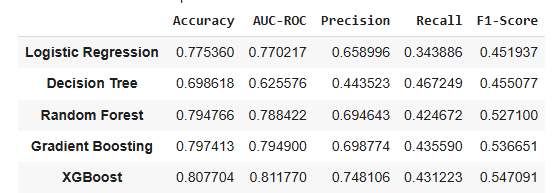 Accuracy AUC-ROC Precision Recall F1-Score
Logistic Regression 0.775360 0.770217 0.658996 0.343886 0.451937
Decision Tree 0.698618 0.625576 0.443523 0.467249 0.455077
Random Forest 0.794766 0.788422 0.694643 0.424672 0.527100
Gradient Boosting 0.797413 0.794900 0.698774 0.435590 0.536651
XGBoost 0.807704 0.811770 0.748106 0.431223 0.547091